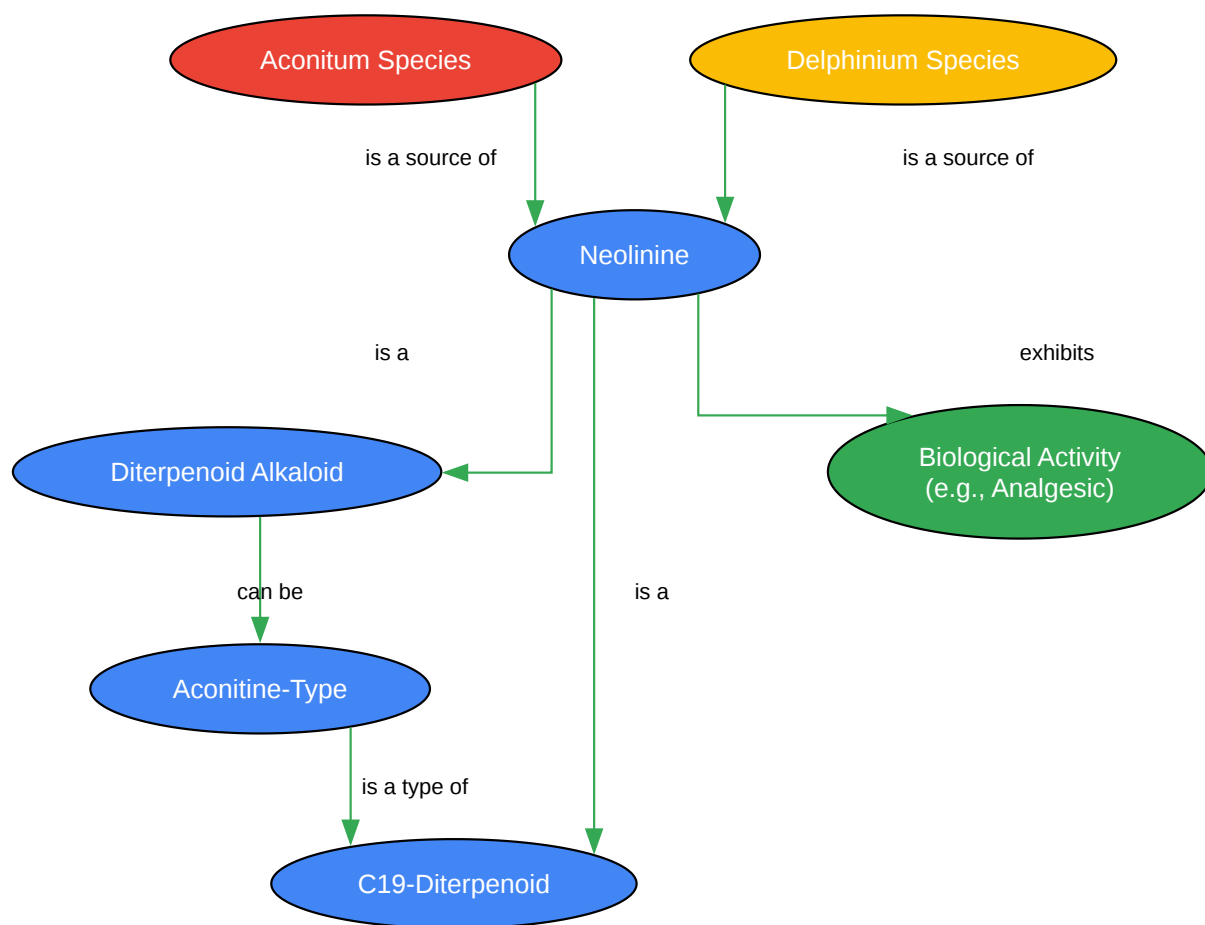 Aconitum Species
Delphinium Species
is a source of
is a source of
Neolinine
is a
exhibits
Diterpenoid Alkaloid
Biological Activity
(e.g., Analgesic)
can be
is a
Aconitine-Type
is a type of
C19-Diterpenoid